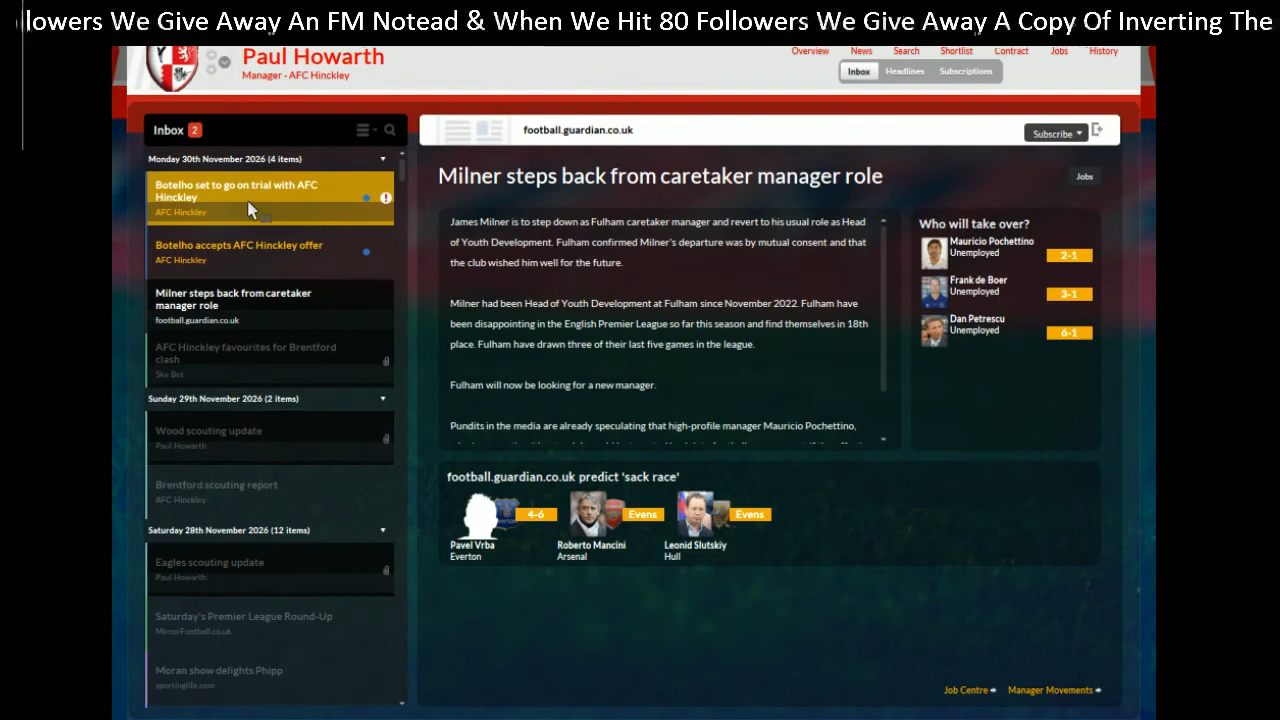 lowers We Give Away An FM Notead & When We Hit 80 Followers We Give Away A Copy Of Inverting The
Paul Howarth
Manager - AFC Hinckley
Overview News Search Shortlist Contract Jobs History
Inbox Headlines Subscriptions
Inbox 2
football.guardian.co.uk
Subscribe
Monday 30th November 2026 (4 items)
Botelho set to go on trial with AFC
Hinckley
AFC Hinckley
Botelho accepts AFC Hinckley offer
AFC Hinckley
Milner steps back from caretaker
manager role
football.guardian.co.uk
AFC Hinckley favourites for Brentford
clash
Sky Bet
Sunday 29th November 2026 (2 items)
Wood scouting update
Paul Howarth
Brentford scouting report
AFC Hinckley
Saturday 28th November 2026 (12 items)
Eagles scouting update
Paul Howarth
Saturday's Premier League Round-Up
MirrorFootball.co.uk
Moran show delights Phipp
sportinglife.com
Milner steps back from caretaker manager role
Jobs
James Milner is to step down as Fulham caretaker manager and revert to his usual role as Head
of Youth Development. Fulham confirmed Milner's departure was by mutual consent and that
the club wished him well for the future.
Milner had been Head of Youth Development at Fulham since November 2022. Fulham have
been disappointing in the English Premier League so far this season and find themselves in 18th
place. Fulham have drawn three of their last five games in the league.
Fulham will now be looking for a new manager.
Pundits in the media are already speculating that high-profile manager Mauricio Pochettino,
Who will take over?
Mauricio Pochettino
Unemployed
2-1
Frank de Boer
Unemployed
3-1
Dan Petrescu
Unemployed
6-1
football.guardian.co.uk predict 'sack race'
4-6
Pavel Vrba
Everton
Evens
Roberto Mancini
Arsenal
Evens
Leonid Slutskiy
Hull
Job Centre
Manager Movements